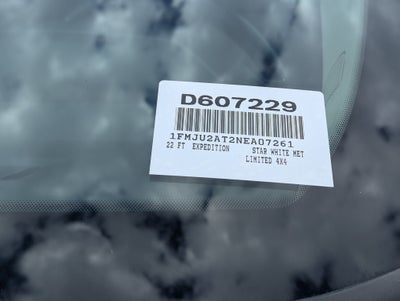 D607229
1FMJU2AT2NEA07261
22 FT EXPEDITION STAR WHITE MET
LIMITED 4X4